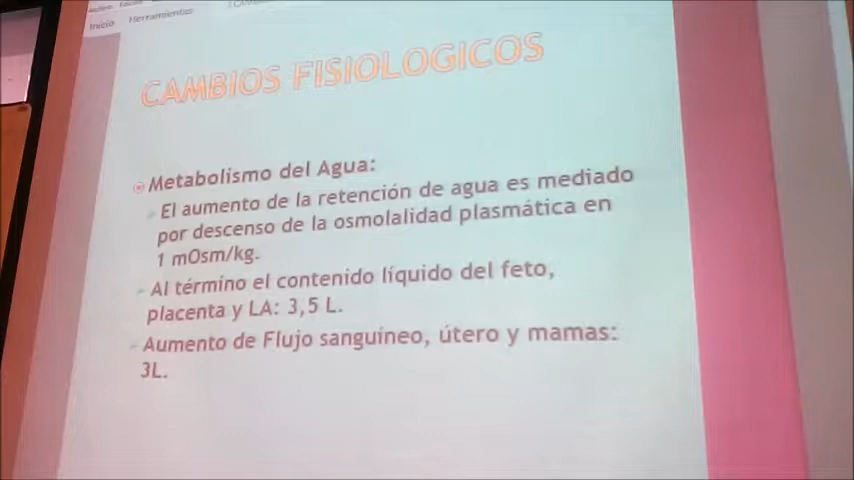 Inicio Herramientas
CAMBIOS FISIOLOGICOS
Metabolismo del Agua:
El aumento de la retención de agua es mediado
por descenso de la osmolalidad plasmática en
1 mOsm/kg.
Al término el contenido líquido del feto,
placenta y LA: 3,5 L.
Aumento de Flujo sanguíneo, útero y mamas:
3L.